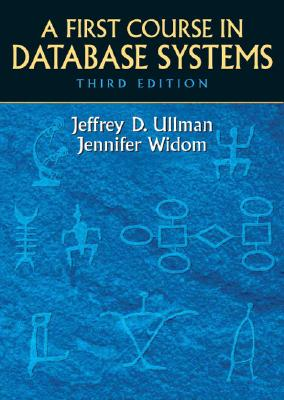 A FIRST COURSE IN
DATABASE SYSTEMS
THIRD EDITION
Jeffrey D. Ullman
Jennifer Widom